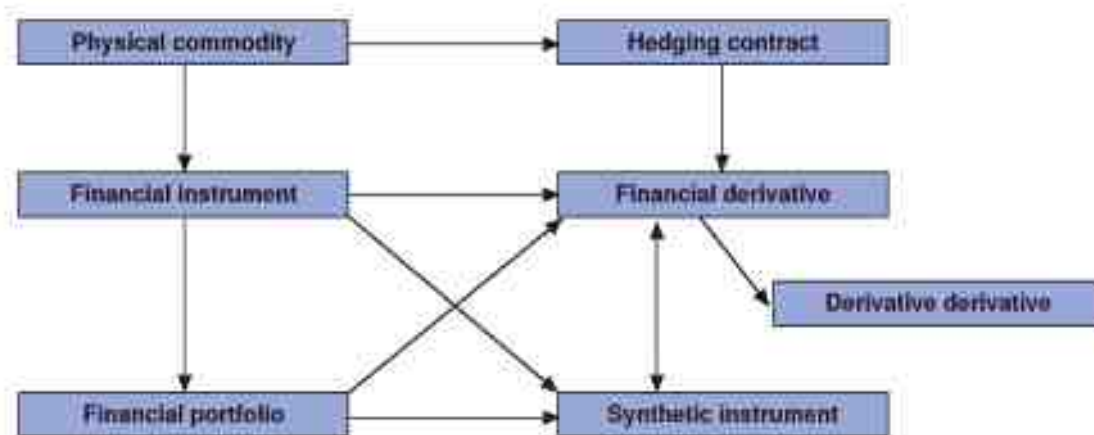 Physical commodity
Hedging contract
Financial instrument
Financial derivative
Derivative derivative
Financial portfolio
Synthetic instrument